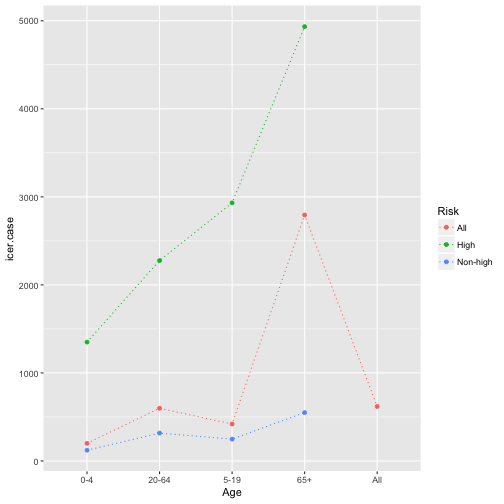 5000
4000
3000
2000
1000
0
icer.case
0-4
20-64
5-19
65+
All
Age
Risk
All
High
Non-high